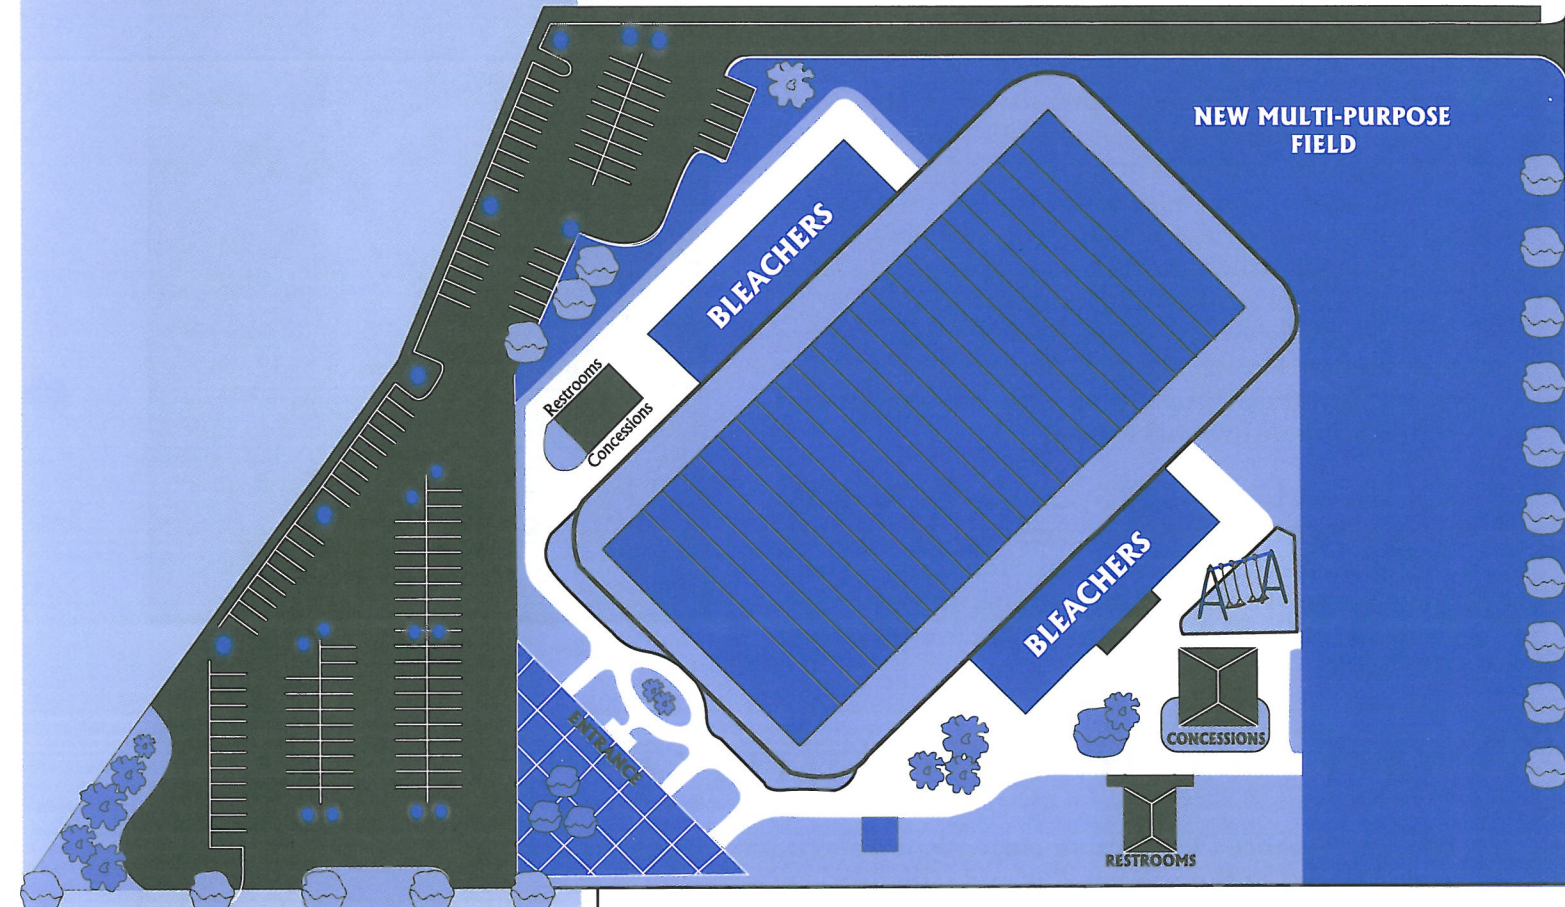 NEW MULTI-PURPOSE
FIELD
BLEACHERS
Restrooms
Concessions
BLEACHERS
ENTRANCE
CONCESSIONS
RESTROOMS